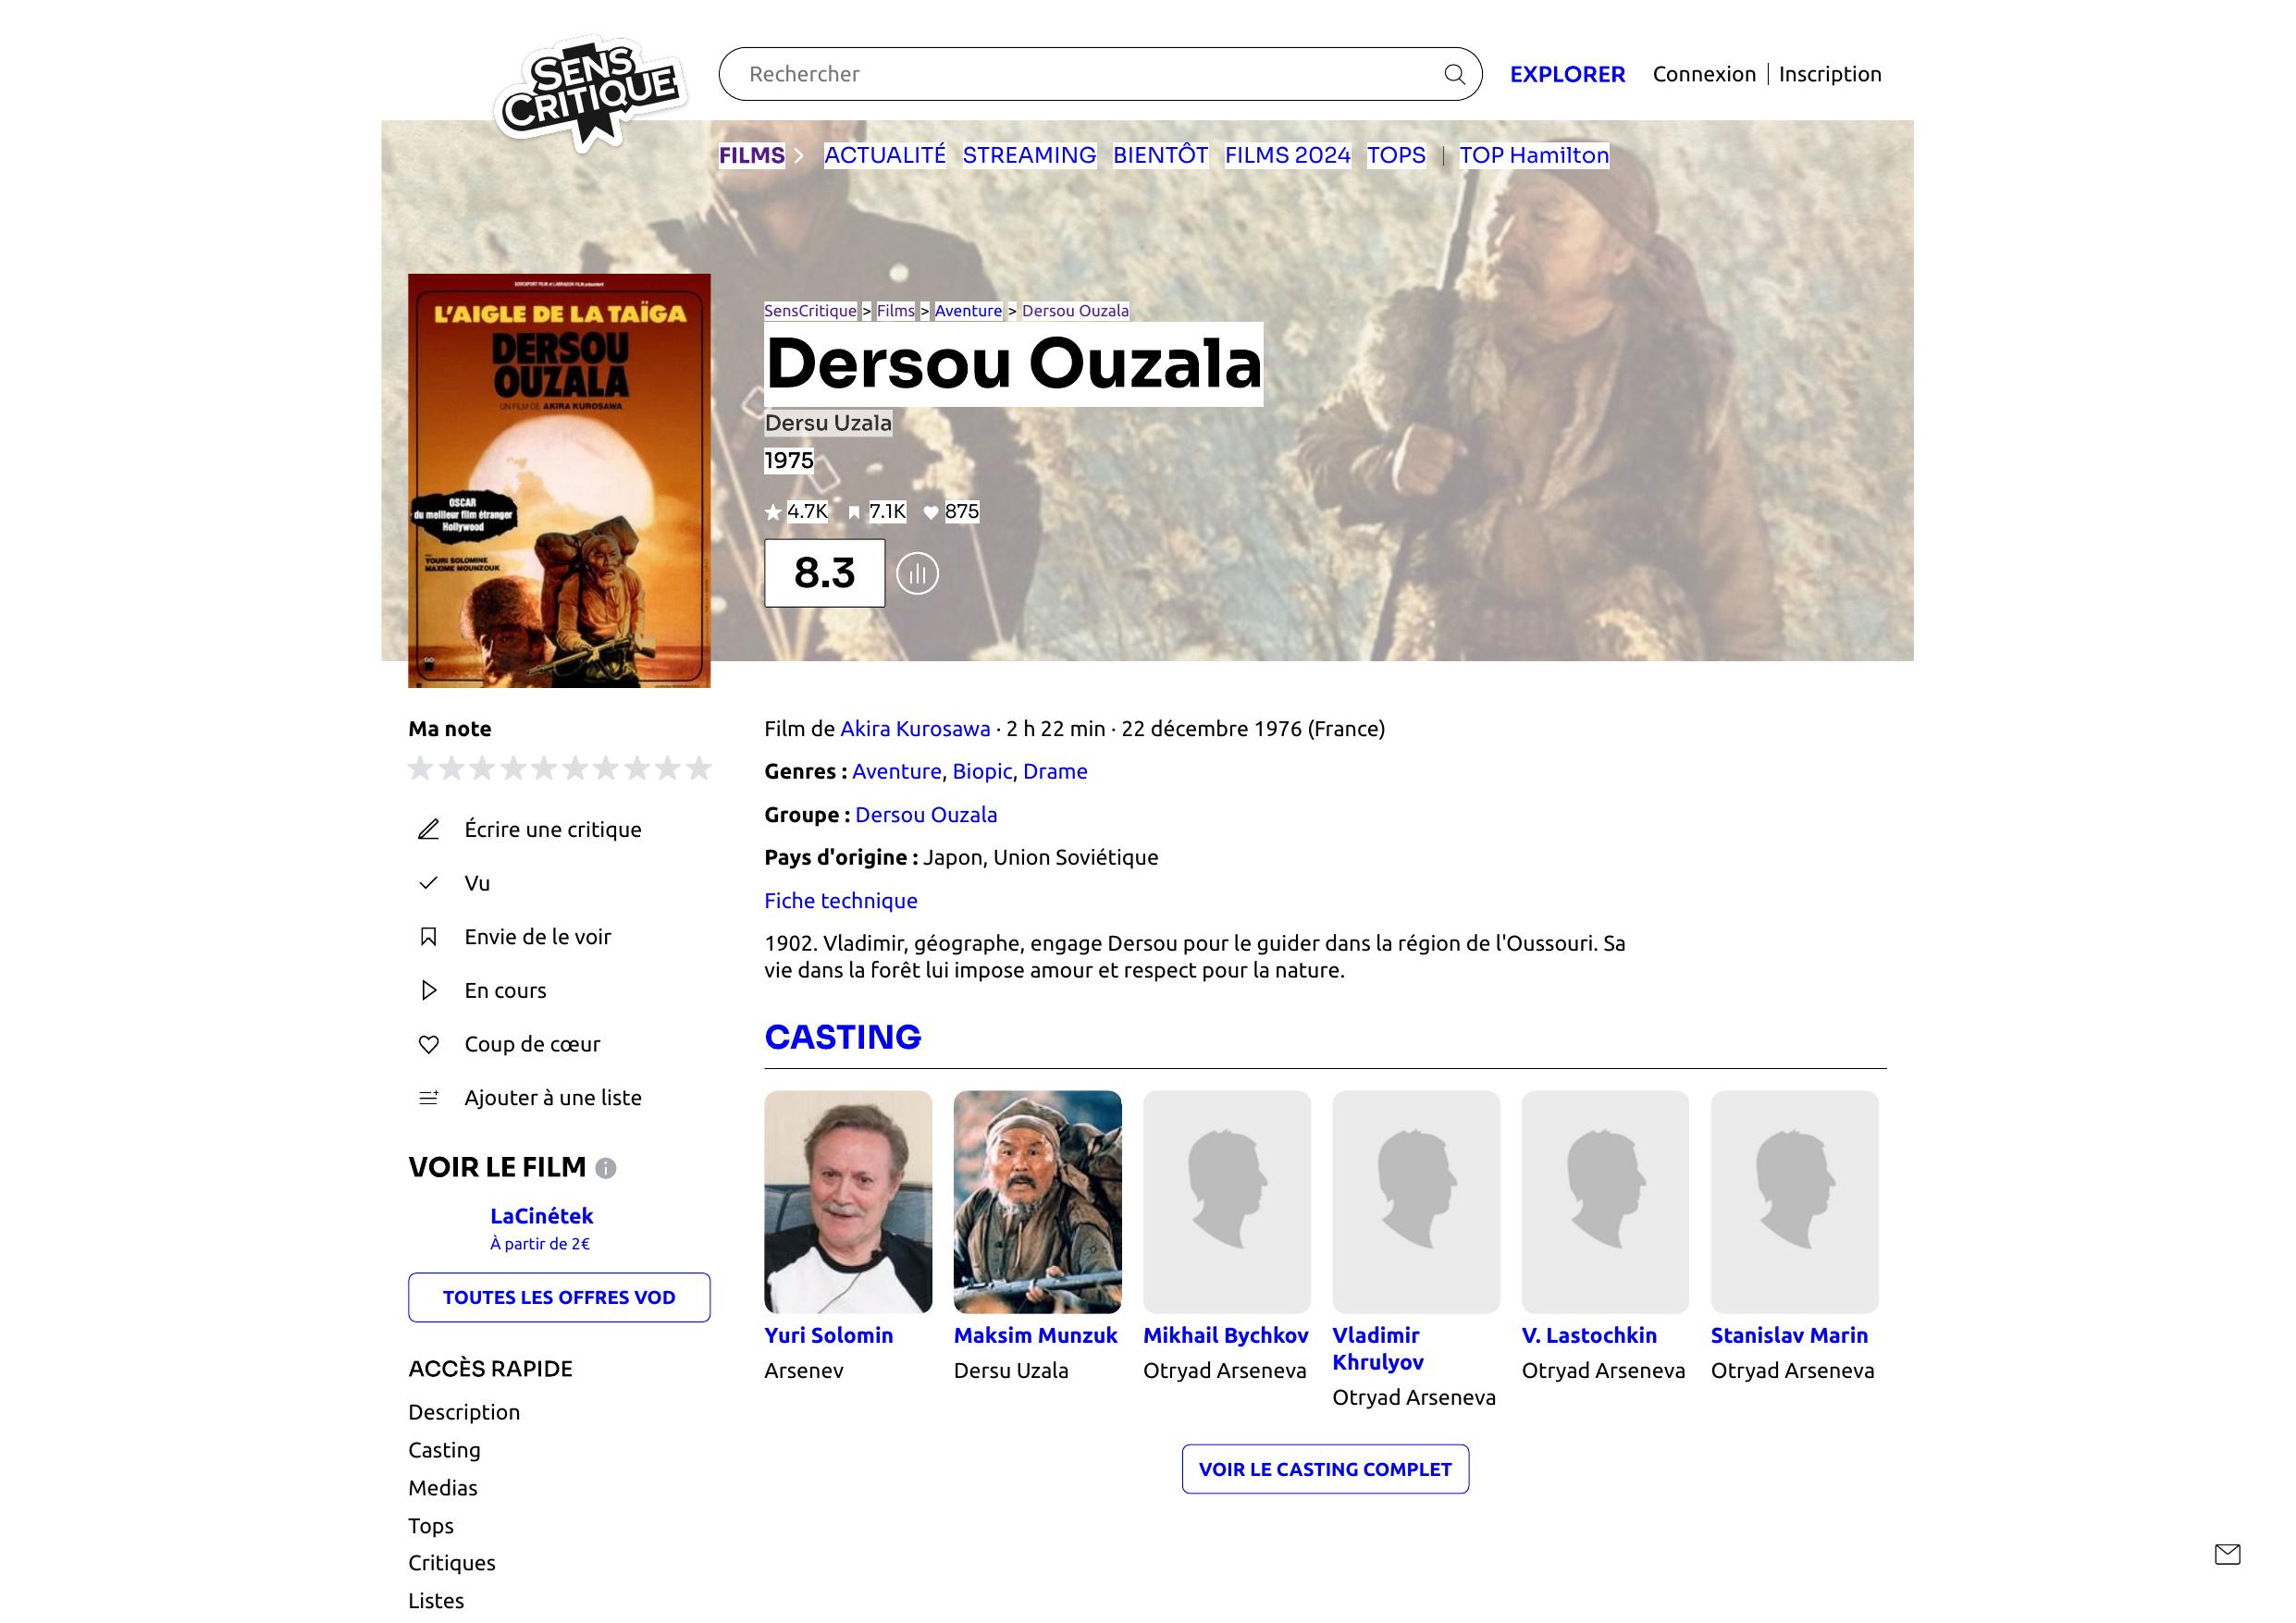 SENS
CRITIQUE
Rechercher
EXPLORER
Connexion
Inscription
FILMS
ACTUALITÉ
STREAMING
BIENTÔT
FILMS 2024
TOPS
TOP Hamilton
L'AIGLE DE LA TAÏGA
DERSOU
OUZALA
UN FILM DE AKIRA KUROSAWA
OSCAR
du meilleur film étranger
Hollywood
YOURI SOLOMINE
MAXIME MOUNZOUK
SensCritique > Films > Aventure > Dersou Ouzala
Dersou Ouzala
Dersu Uzala
1975
4.7K 7.1K 875
8.3
Ma note
Écrire une critique
Vu
Envie de le voir
En cours
Coup de cœur
Ajouter à une liste
VOIR LE FILM
LaCinétek
À partir de 2€
TOUTES LES OFFRES VOD
ACCÈS RAPIDE
Description
Casting
Medias
Tops
Critiques
Listes
Film de Akira Kurosawa · 2 h 22 min · 22 décembre 1976 (France)
Genres : Aventure, Biopic, Drame
Groupe : Dersou Ouzala
Pays d'origine : Japon, Union Soviétique
Fiche technique
1902. Vladimir, géographe, engage Dersou pour le guider dans la région de l'Oussouri. Sa
vie dans la forêt lui impose amour et respect pour la nature.
CASTING
Yuri Solomin
Arsenev
Maksim Munzuk
Dersu Uzala
Mikhail Bychkov
Otryad Arseneva
Vladimir
Khrulyov
Otryad Arseneva
V. Lastochkin
Otryad Arseneva
Stanislav Marin
Otryad Arseneva
VOIR LE CASTING COMPLET